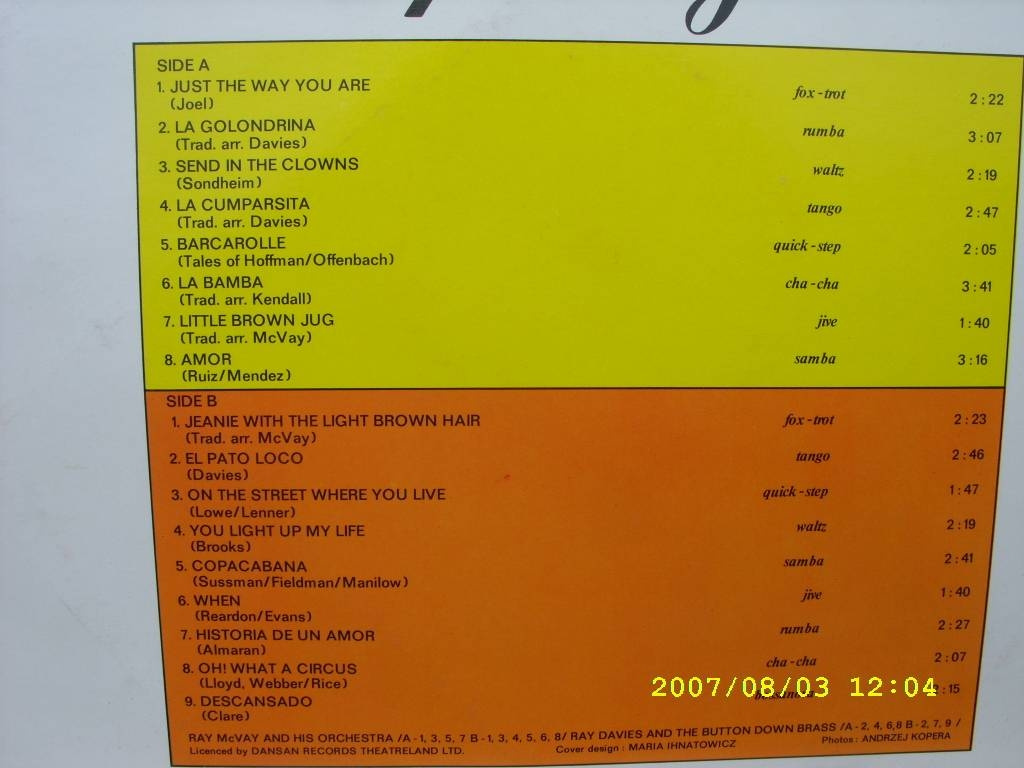 SIDE A
1. JUST THE WAY YOU ARE fox-trot 2:22
(Joel)
2. LA GOLONDRINA rumba 3:07
(Trad. arr. Davies)
3. SEND IN THE CLOWNS waltz 2:19
(Sondheim)
4. LA CUMPARSITA tango 2:47
(Trad. arr. Davies)
5. BARCAROLLE quick-step 2:05
(Tales of Hoffman/Offenbach)
6. LA BAMBA cha-cha 3:41
(Trad. arr. Kendall)
7. LITTLE BROWN JUG jive 1:40
(Trad. arr. McVay)
8. AMOR samba 3:16
(Ruiz/Mendez)
SIDE B
1. JEANIE WITH THE LIGHT BROWN HAIR fox-trot 2:23
(Trad. arr. McVay)
2. EL PATO LOCO tango 2:46
(Davies)
3. ON THE STREET WHERE YOU LIVE quick-step 1:47
(Lowe/Lenner)
4. YOU LIGHT UP MY LIFE waltz 2:19
(Brooks)
5. COPACABANA samba 2:41
(Sussman/Fieldman/Manilow)
6. WHEN jive 1:40
(Reardon/Evans)
7. HISTORIA DE UN AMOR rumba 2:27
(Almaran)
8. OH! WHAT A CIRCUS cha-cha 2:07
(Lloyd, Webber/Rice)
9. DESCANSADO :15
(Clare)
2007/08/03 12:04
RAY McVAY AND HIS ORCHESTRA /A-1, 3, 5, 7 B-1, 3, 4, 5, 6, 8/ RAY DAVIES AND THE BUTTON DOWN BRASS /A-2, 4, 6,8 B-2, 7, 9 /
Licenced by DANSAN RECORDS THEATRELAND LTD. Cover design : MARIA IHNATOWICZ Photos : ANDRZEJ KOPERA